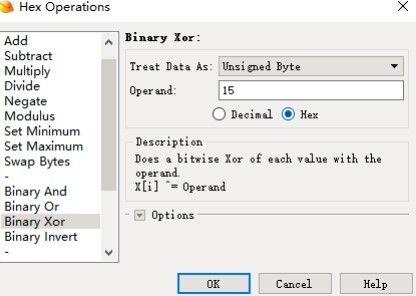 Hex Operations
Add
Subtract
Multiply
Divide
Negate
Modulus
Set Minimum
Set Maximum
Swap Bytes
-
Binary And
Binary Or
Binary Xor
Binary Invert
-
Binary Xor:
Treat Data As: Unsigned Byte
Operand: 15
Decimal Hex
Description
Does a bitwise Xor of each value with the
operand.
X[i] ^= Operand
Options
OK Cancel Help